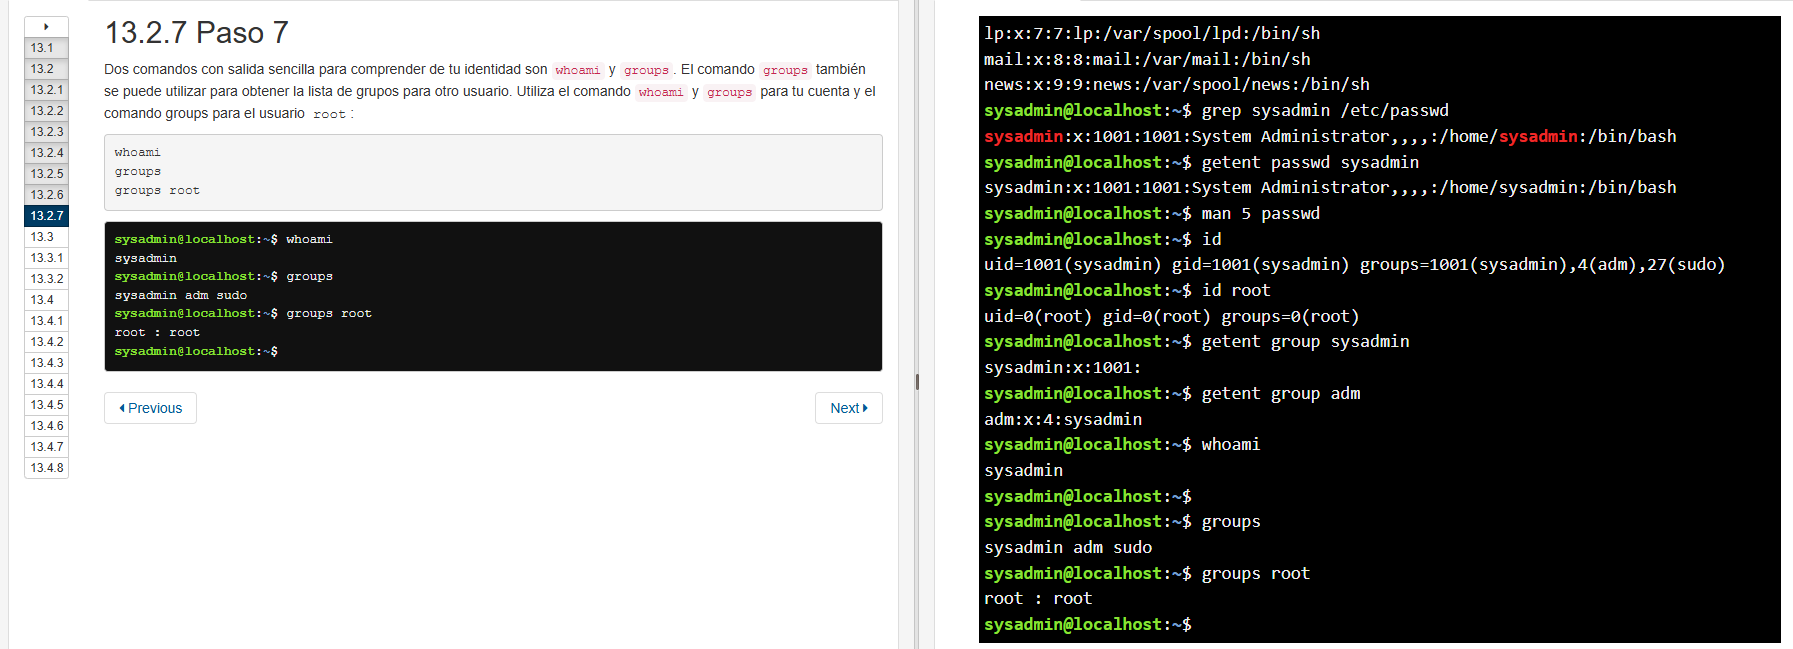 13.1
13.2
13.2.1
13.2.2
13.2.3
13.2.4
13.2.5
13.2.6
13.2.7
13.3
13.3.1
13.3.2
13.4
13.4.1
13.4.2
13.4.3
13.4.4
13.4.5
13.4.6
13.4.7
13.4.8
13.2.7 Paso 7
Dos comandos con salida sencilla para comprender de tu identidad son whoami y groups . El comando groups también
se puede utilizar para obtener la lista de grupos para otro usuario. Utiliza el comando whoami y groups para tu cuenta y el
comando groups para el usuario root :
whoami
groups
groups root
sysadmin@localhost:~$ whoami
sysadmin
sysadmin@localhost:~$ groups
sysadmin adm sudo
sysadmin@localhost:~$ groups root
root : root
sysadmin@localhost:~$
Previous
Next
lp:x:7:7:lp:/var/spool/lpd:/bin/sh
mail:x:8:8:mail:/var/mail:/bin/sh
news:x:9:9:news:/var/spool/news:/bin/sh
sysadmin@localhost:~$ grep sysadmin /etc/passwd
sysadmin:x:1001:1001:System Administrator,,,,:/home/sysadmin:/bin/bash
sysadmin@localhost:~$ getent passwd sysadmin
sysadmin:x:1001:1001:System Administrator,,,,:/home/sysadmin:/bin/bash
sysadmin@localhost:~$ man 5 passwd
sysadmin@localhost:~$ id
uid=1001(sysadmin) gid=1001(sysadmin) groups=1001(sysadmin),4(adm),27(sudo)
sysadmin@localhost:~$ id root
uid=0(root) gid=0(root) groups=0(root)
sysadmin@localhost:~$ getent group sysadmin
sysadmin:x:1001:
sysadmin@localhost:~$ getent group adm
adm:x:4:sysadmin
sysadmin@localhost:~$ whoami
sysadmin
sysadmin@localhost:~$
sysadmin@localhost:~$ groups
sysadmin adm sudo
sysadmin@localhost:~$ groups root
root : root
sysadmin@localhost:~$